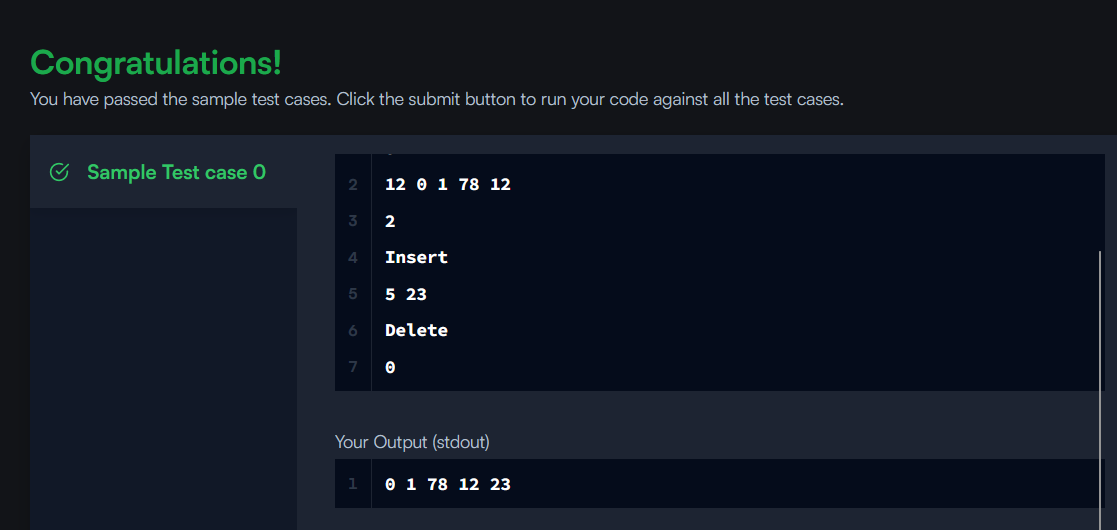 Congratulations!
You have passed the sample test cases. Click the submit button to run your code against all the test cases.
Sample Test case 0
2 12 0 1 78 12
3 2
4 Insert
5 5 23
6 Delete
7 0
Your Output (stdout)
1 0 1 78 12 23